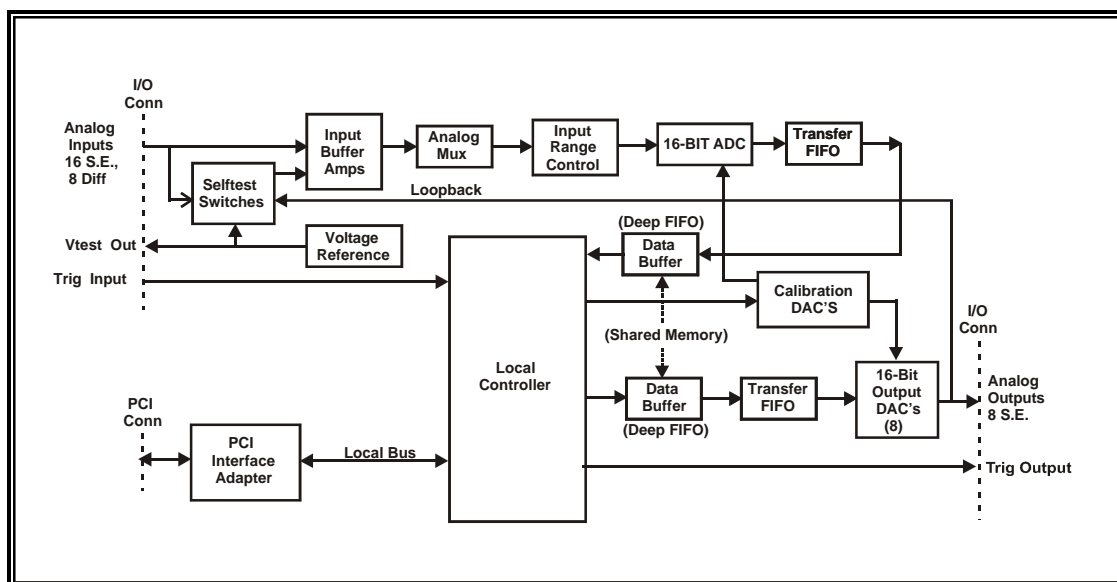 I/O
Conn
Analog
Inputs
16 S.E.,
8 Diff
Selftest
Switches
Input
Buffer
Amps
Analog
Mux
Input
Range
Control
16-BIT ADC
Transfer
FIFO
Loopback
Vtest Out
Voltage
Reference
(Deep FIFO)
Data
Buffer
Trig Input
Calibration
DAC'S
I/O
Conn
(Shared Memory)
Local
Controller
Data
Buffer
(Deep FIFO)
Transfer
FIFO
16-Bit
Output
DAC's
(8)
Analog
Outputs
8 S.E.
PCI
Conn
PCI
Interface
Adapter
Local Bus
Trig Output